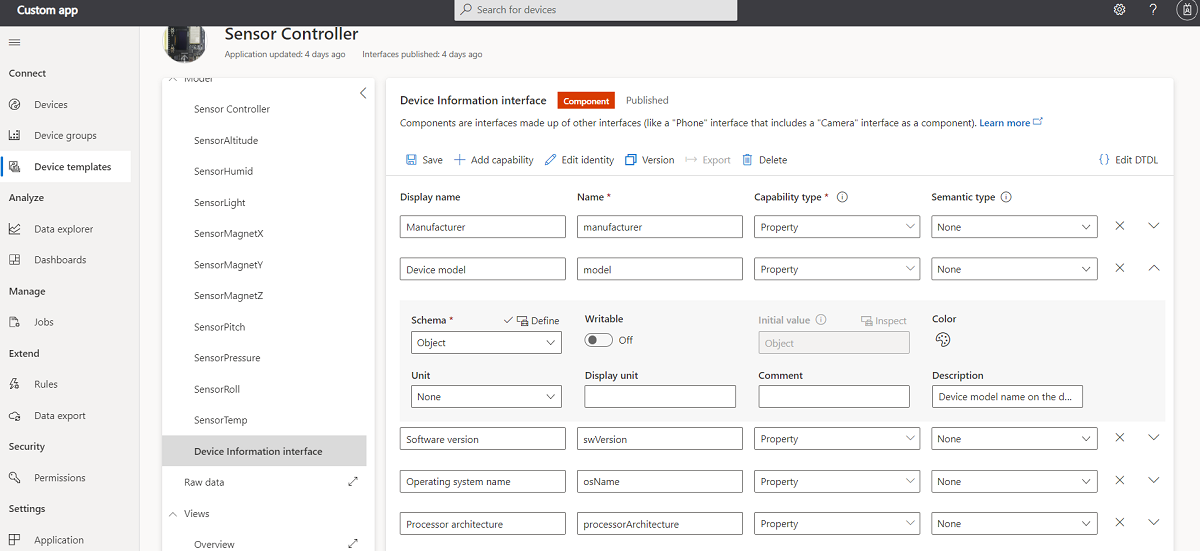 Custom app
Search for devices
?
Sensor Controller
Application updated: 4 days ago Interfaces published: 4 days ago
Connect
Devices
Device groups
Device templates
Analyze
Data explorer
Dashboards
Manage
Jobs
Extend
Rules
Data export
Security
Permissions
Settings
Application
Model
Sensor Controller
SensorAltitude
SensorHumid
SensorLight
SensorMagnetX
SensorMagnetY
SensorMagnetZ
SensorPitch
SensorPressure
SensorRoll
SensorTemp
Device Information interface
Raw data
Views
Overview
Device Information interface Component Published
Components are interfaces made up of other interfaces (like a "Phone" interface that includes a "Camera" interface as a component). Learn more
Save Add capability Edit identity Version Export Delete {} Edit DTDL
Display name Name * Capability type * Semantic type
Manufacturer manufacturer Property None
Device model model Property None
Schema * Define Writable Initial value Inspect Color
Object Off Object
Unit Display unit Comment Description
None Device model name on the d...
Software version swVersion Property None
Operating system name osName Property None
Processor architecture processorArchitecture Property None